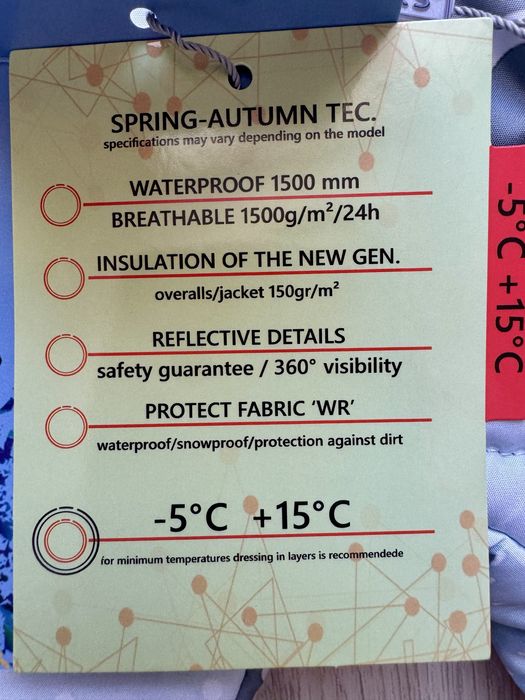 SPRING-AUTUMN TEC.
specifications may vary depending on the model
WATERPROOF 1500 mm
BREATHABLE 1500g/m²/24h
INSULATION OF THE NEW GEN.
overalls/jacket 150gr/m²
REFLECTIVE DETAILS
safety guarantee / 360° visibility
PROTECT FABRIC ‘WR’
waterproof/snowproof/protection against dirt
-5°C +15°C
for minimum temperatures dressing in layers is recommendede
-5°C +15°C